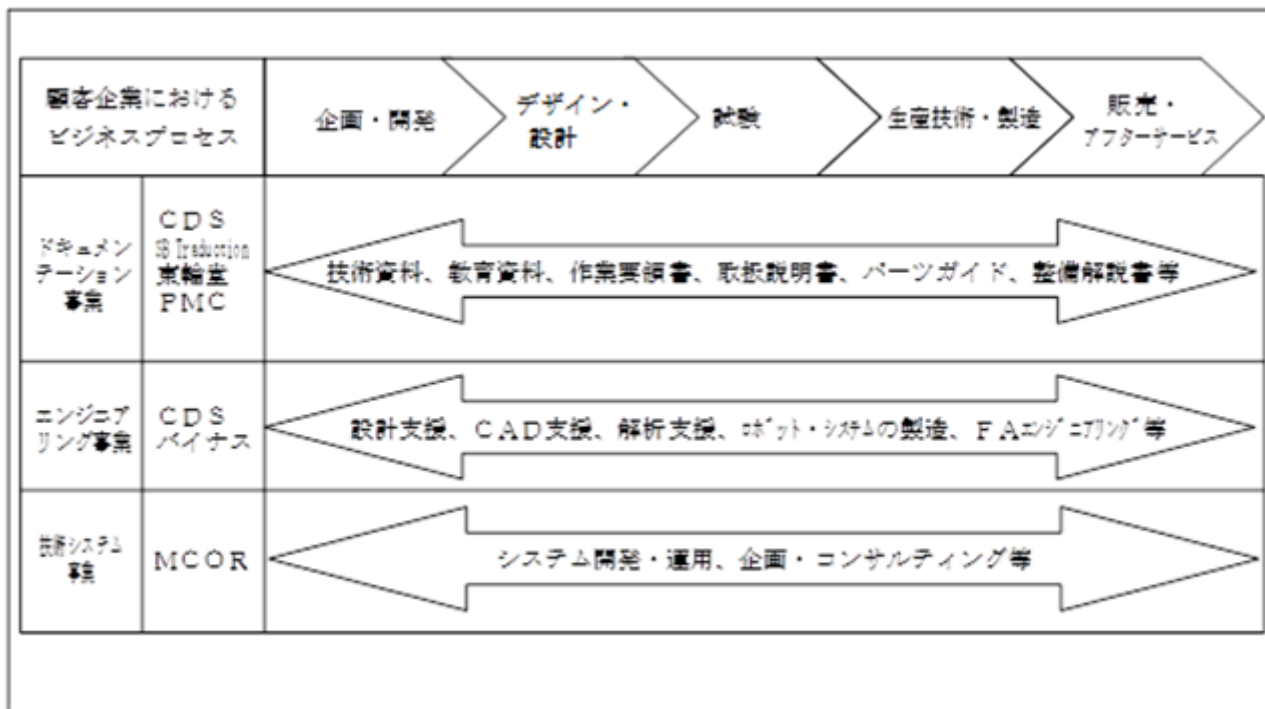 顧客企業における
ビジネスプロセス
企画・開発
デザイン・
設計
試験
生産技術・製造
販売・
アフターサービス
ドキュメン
テーション
事業
ＣＤＳ
SB Traduction
東輪堂
ＰＭＣ
技術資料、教育資料、作業要領書、取扱説明書、パーツガイド、整備解説書等
エンジニア
リング事業
ＣＤＳ
バイナス
設計支援、ＣＡＤ支援、解析支援、ﾛﾎﾞｯﾄ・ｼｽﾃﾑの製造、ＦＡｴﾝｼﾞﾆｱﾘﾝｸﾞ等
技術システム
事業
ＭＣＯＲ
システム開発・運用、企画・コンサルティング等